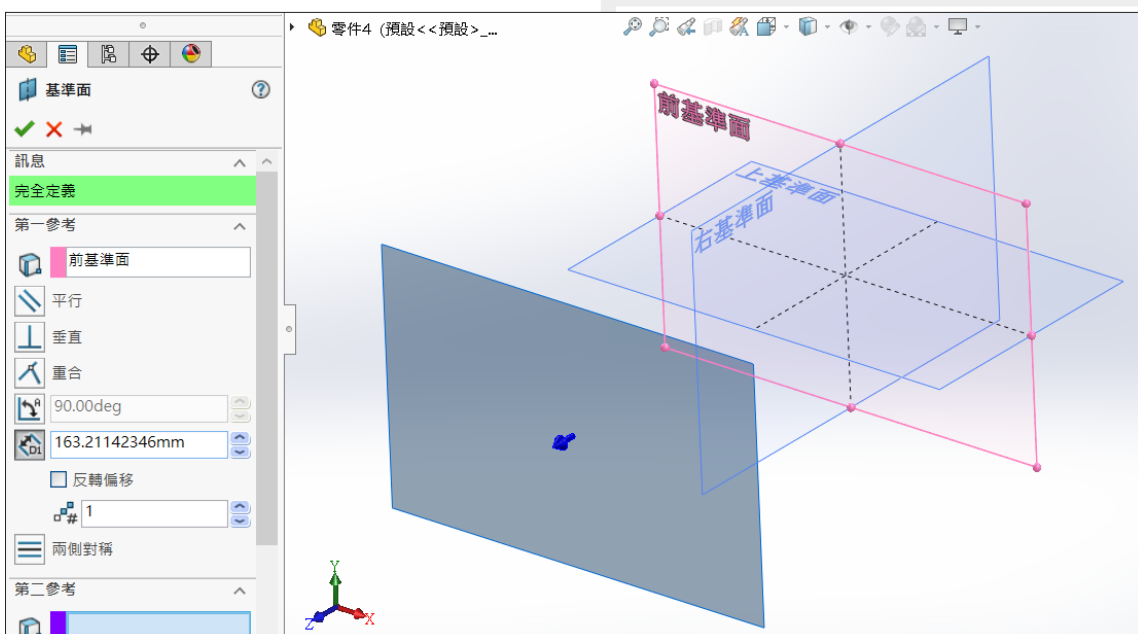 零件4 (預設<<預設>_...
基準面
訊息
完全定義
第一參考
前基準面
平行
垂直
重合
90.00deg
D1
163.21142346mm
反轉偏移
#
1
兩側對稱
第二參考
前基準面
上基準面
右基準面
Y
Z
X